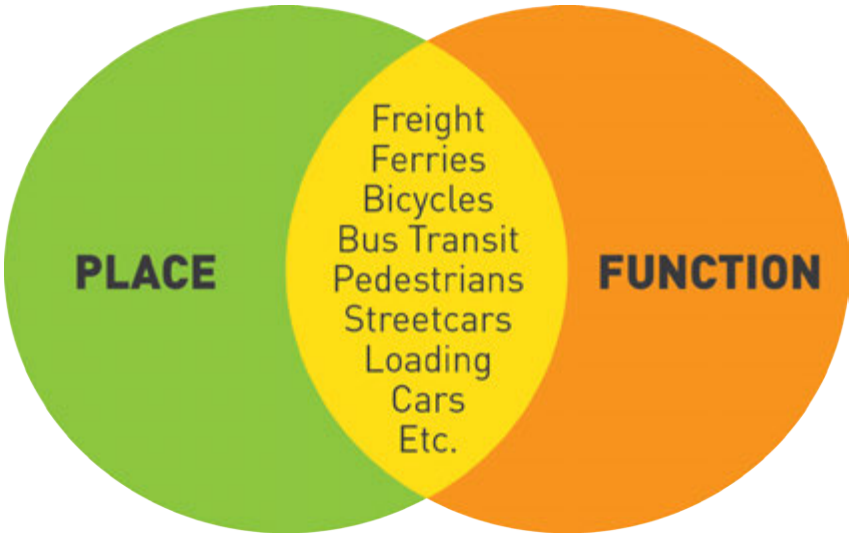 PLACE
Freight
Ferries
Bicycles
Bus Transit
Pedestrians
Streetcars
Loading
Cars
Etc.
FUNCTION